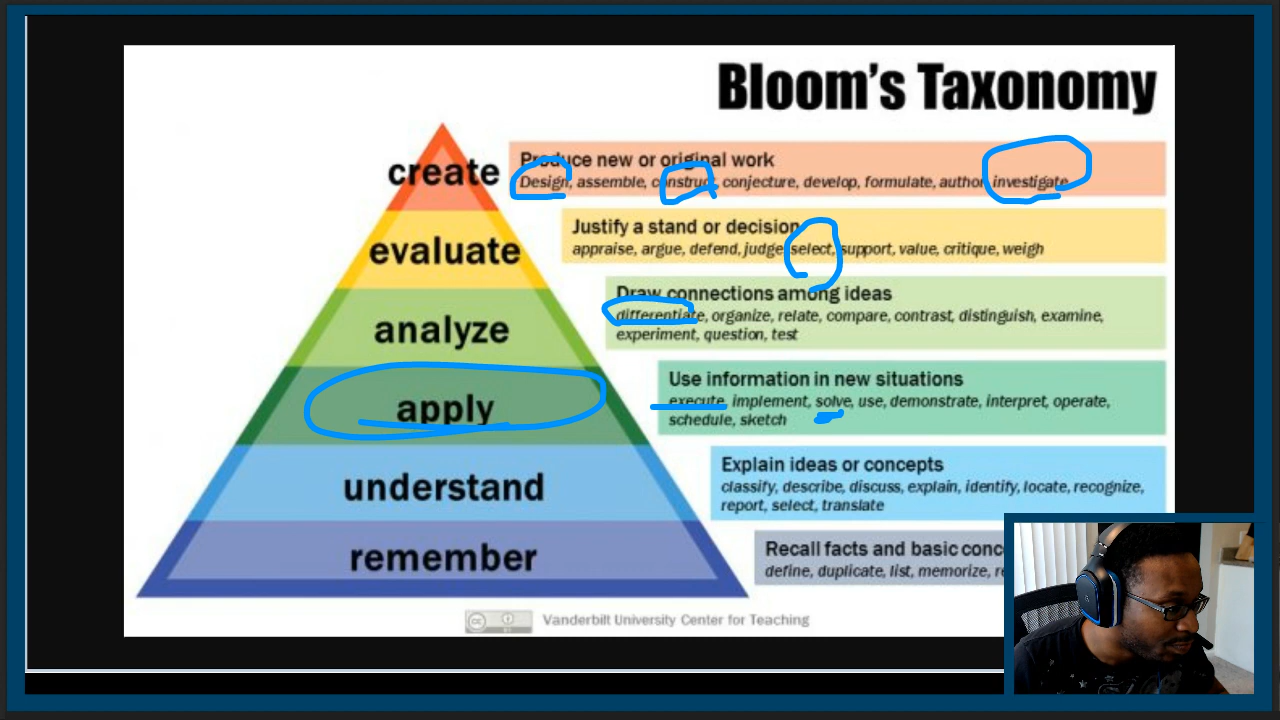 Bloom's Taxonomy
create
Produce new or original work
Design, assemble, construct, conjecture, develop, formulate, author, investigate
evaluate
Justify a stand or decision
appraise, argue, defend, judge, select, support, value, critique, weigh
analyze
Draw connections among ideas
differentiate, organize, relate, compare, contrast, distinguish, examine,
experiment, question, test
apply
Use information in new situations
execute, implement, solve, use, demonstrate, interpret, operate,
schedule, sketch
understand
Explain ideas or concepts
classify, describe, discuss, explain, identify, locate, recognize,
report, select, translate
remember
Recall facts and basic
define, duplicate, list, memorize,
cc
Vanderbilt University Center for Teaching